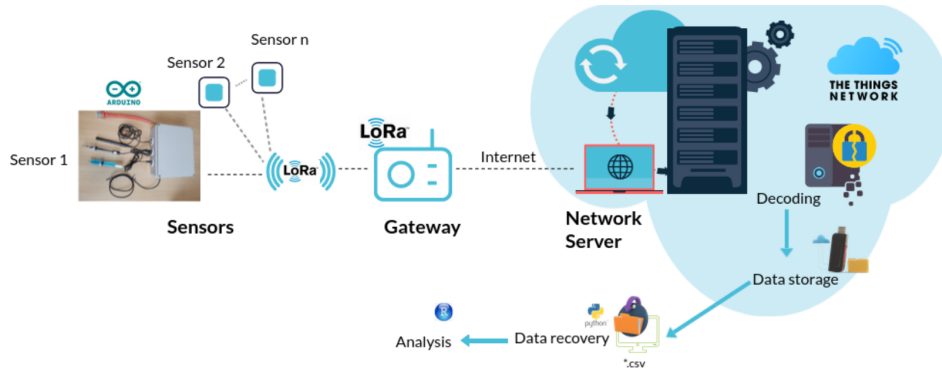 Sensor n
Sensor 2
ARDUINO
Sensor 1
LoRa
LoRa
Internet
THE THINGS
NETWORK
Decoding
Sensors
Gateway
Network
Server
Data storage
R
python
Analysis
Data recovery
*.csv